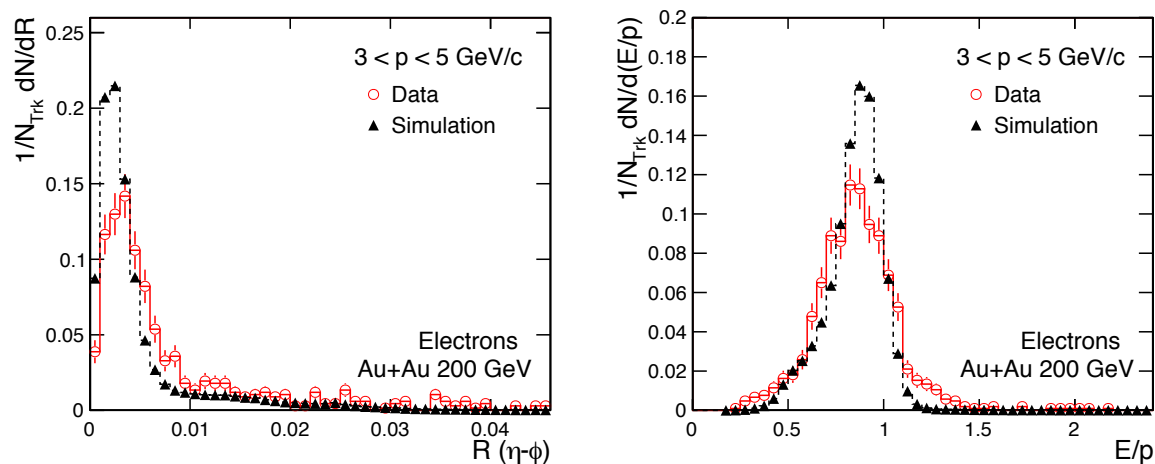 1/N_Trk dN/dR
0.25
0.2
0.15
0.1
0.05
0
3 < p < 5 GeV/c
Data
Simulation
Electrons
Au+Au 200 GeV
0 0.01 0.02 0.03 0.04
R (η-ϕ)
1/N_Trk dN/d(E/p)
0.2
0.18
0.16
0.14
0.12
0.1
0.08
0.06
0.04
0.02
0
3 < p < 5 GeV/c
Data
Simulation
Electrons
Au+Au 200 GeV
0 0.5 1 1.5 2
E/p